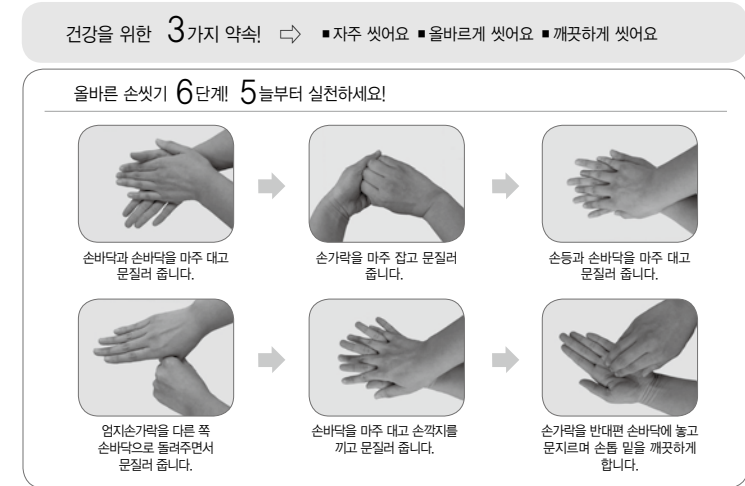 건강을 위한 3가지 약속! ⇨ ■ 자주 씻어요 ■ 올바르게 씻어요 ■ 깨끗하게 씻어요
올바른 손씻기 6단계! 5늘부터 실천하세요!
손바닥과 손바닥을 마주 대고
문질러 줍니다.
손가락을 마주 잡고 문질러
줍니다.
손등과 손바닥을 마주 대고
문질러 줍니다.
엄지손가락을 다른 쪽
손바닥으로 돌려주면서
문질러 줍니다.
손바닥을 마주 대고 손깍지를
끼고 문질러 줍니다.
손가락을 반대편 손바닥에 놓고
문지르며 손톱 밑을 깨끗하게
합니다.